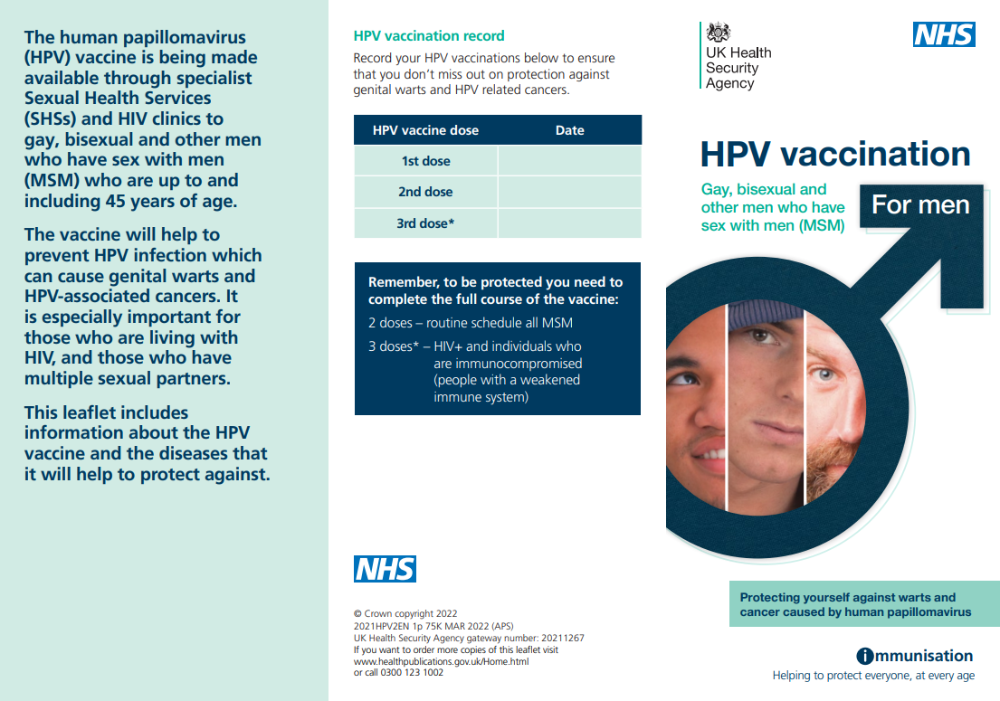 The human papillomavirus
(HPV) vaccine is being made
available through specialist
Sexual Health Services
(SHSs) and HIV clinics to
gay, bisexual and other men
who have sex with men
(MSM) who are up to and
including 45 years of age.
The vaccine will help to
prevent HPV infection which
can cause genital warts and
HPV-associated cancers. It
is especially important for
those who are living with
HIV, and those who have
multiple sexual partners.
This leaflet includes
information about the HPV
vaccine and the diseases that
it will help to protect against.
HPV vaccination record
Record your HPV vaccinations below to ensure
that you don’t miss out on protection against
genital warts and HPV related cancers.
HPV vaccine dose Date
1st dose
2nd dose
3rd dose*
Remember, to be protected you need to
complete the full course of the vaccine:
2 doses – routine schedule all MSM
3 doses* – HIV+ and individuals who
are immunocompromised
(people with a weakened
immune system)
NHS
© Crown copyright 2022
2021HPV2EN 1p 75K MAR 2022 (APS)
UK Health Security Agency gateway number: 20211267
If you want to order more copies of this leaflet visit
www.healthpublications.gov.uk/Home.html
or call 0300 123 1002
UK Health
Security
Agency
NHS
HPV vaccination
Gay, bisexual and
other men who have
sex with men (MSM)
For men
Protecting yourself against warts and
cancer caused by human papillomavirus
immunisation
Helping to protect everyone, at every age